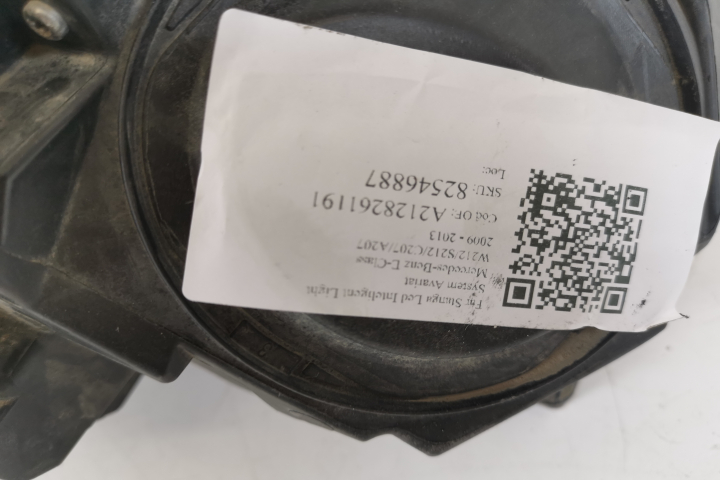 Far Stanga Led Inteligent Light
System Avariat
Mercedes-Benz E-Class
W212/S212/C207/A207
2009 - 2013
Cod OE: A2128261191
SKU: 82546887
Loc: